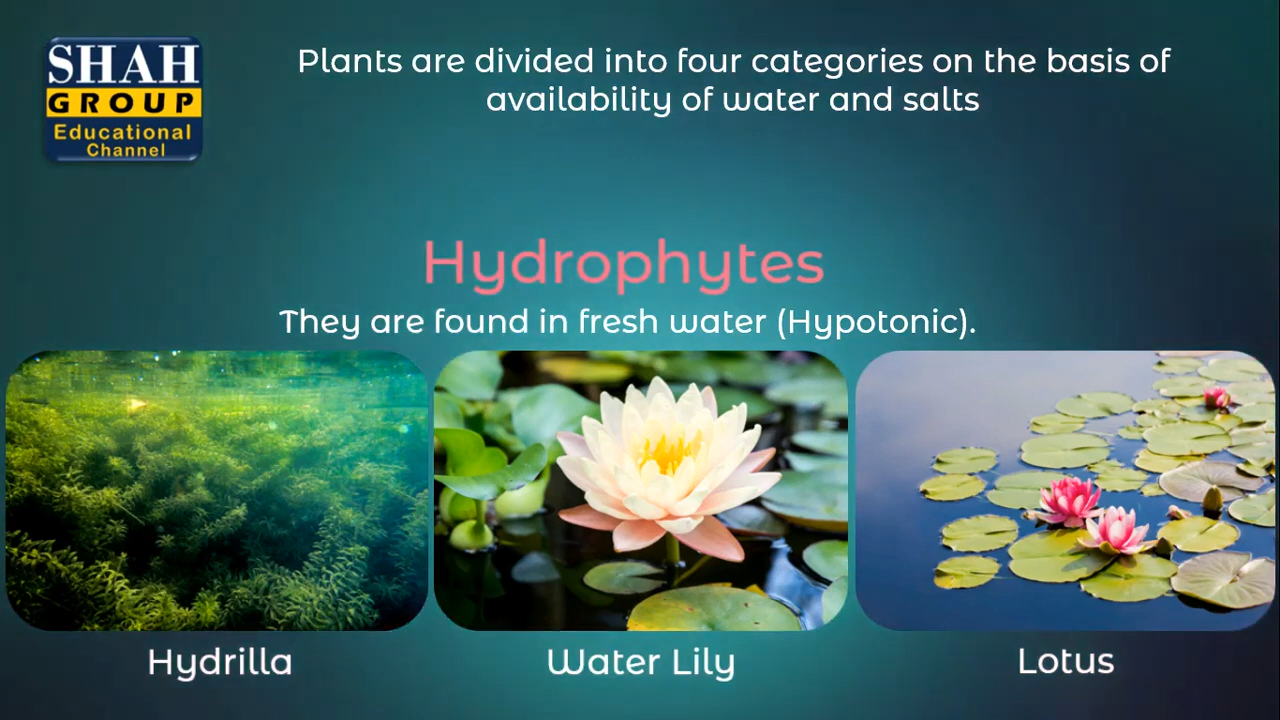 SHAH
GROUP
Educational
Channel
Plants are divided into four categories on the basis of
availability of water and salts
Hydrophytes
They are found in fresh water (Hypotonic).
Hydrilla
Water Lily
Lotus